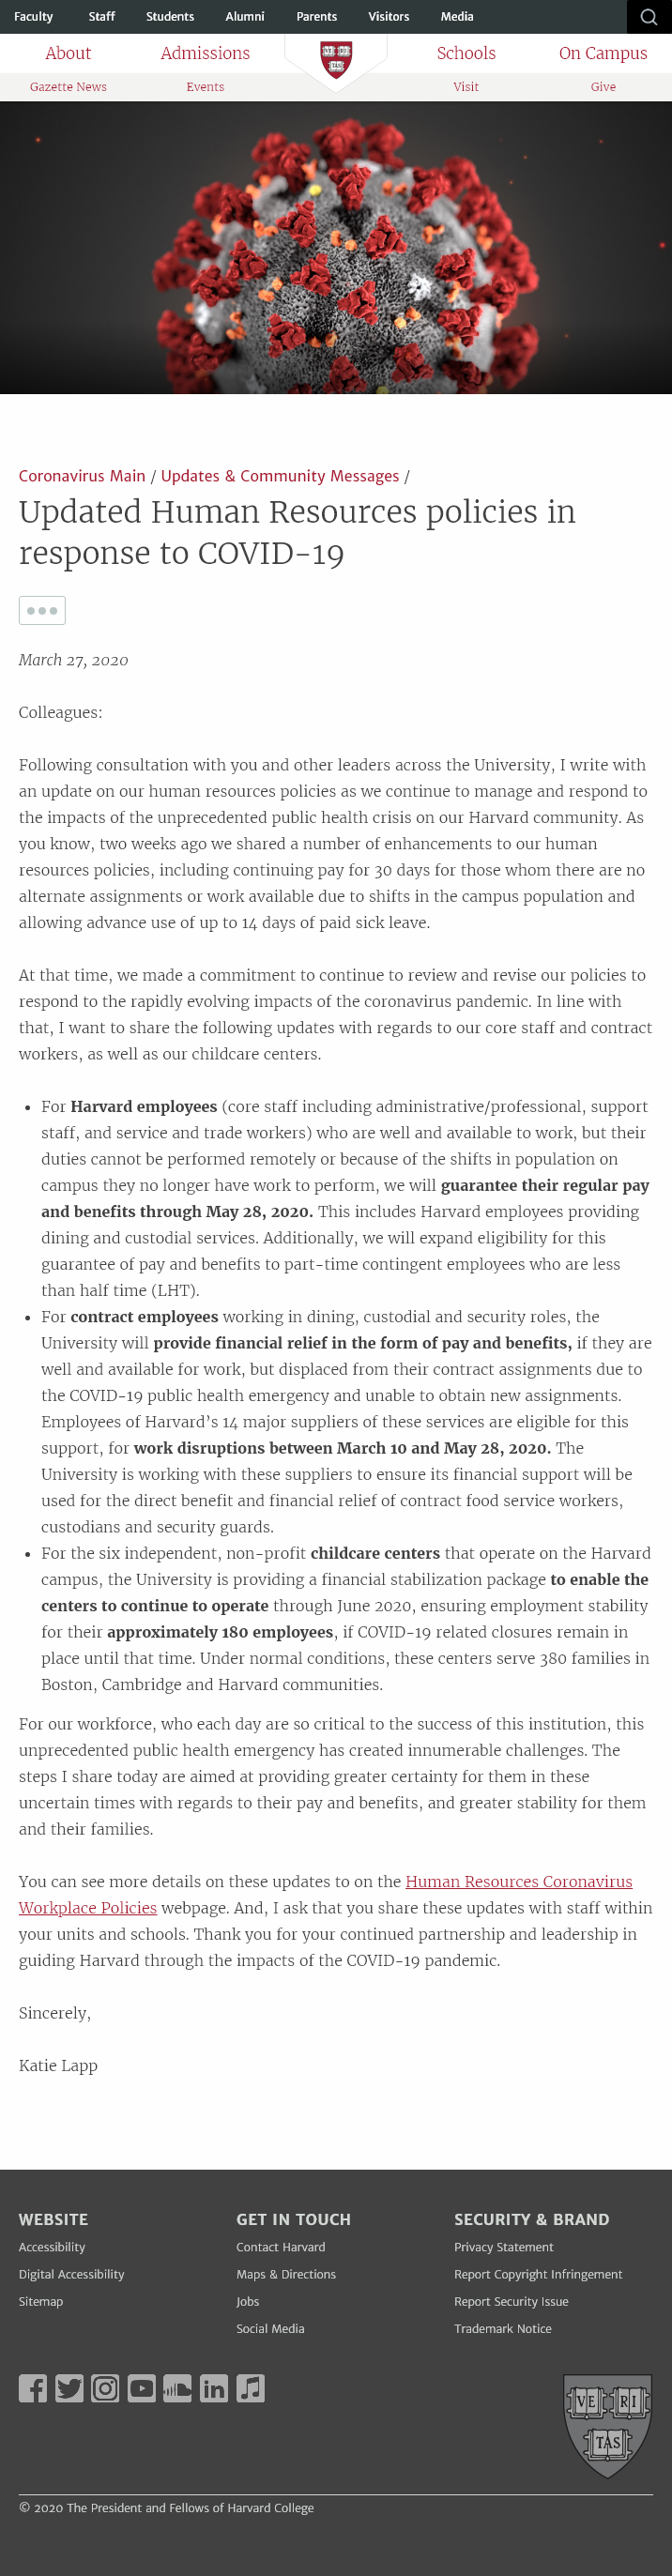 Faculty Staff Students Alumni Parents Visitors Media
About Admissions Schools On Campus
Gazette News Events Visit Give
Coronavirus Main / Updates & Community Messages /
Updated Human Resources policies in
response to COVID-19
March 27, 2020
Colleagues:
Following consultation with you and other leaders across the University, I write with
an update on our human resources policies as we continue to manage and respond to
the impacts of the unprecedented public health crisis on our Harvard community. As
you know, two weeks ago we shared a number of enhancements to our human
resources policies, including continuing pay for 30 days for those whom there are no
alternate assignments or work available due to shifts in the campus population and
allowing advance use of up to 14 days of paid sick leave.
At that time, we made a commitment to continue to review and revise our policies to
respond to the rapidly evolving impacts of the coronavirus pandemic. In line with
that, I want to share the following updates with regards to our core staff and contract
workers, as well as our childcare centers.
• For Harvard employees (core staff including administrative/professional, support
staff, and service and trade workers) who are well and available to work, but their
duties cannot be performed remotely or because of the shifts in population on
campus they no longer have work to perform, we will guarantee their regular pay
and benefits through May 28, 2020. This includes Harvard employees providing
dining and custodial services. Additionally, we will expand eligibility for this
guarantee of pay and benefits to part-time contingent employees who are less
than half time (LHT).
• For contract employees working in dining, custodial and security roles, the
University will provide financial relief in the form of pay and benefits, if they are
well and available for work, but displaced from their contract assignments due to
the COVID-19 public health emergency and unable to obtain new assignments.
Employees of Harvard’s 14 major suppliers of these services are eligible for this
support, for work disruptions between March 10 and May 28, 2020. The
University is working with these suppliers to ensure its financial support will be
used for the direct benefit and financial relief of contract food service workers,
custodians and security guards.
• For the six independent, non-profit childcare centers that operate on the Harvard
campus, the University is providing a financial stabilization package to enable the
centers to continue to operate through June 2020, ensuring employment stability
for their approximately 180 employees, if COVID-19 related closures remain in
place until that time. Under normal conditions, these centers serve 380 families in
Boston, Cambridge and Harvard communities.
For our workforce, who each day are so critical to the success of this institution, this
unprecedented public health emergency has created innumerable challenges. The
steps I share today are aimed at providing greater certainty for them in these
uncertain times with regards to their pay and benefits, and greater stability for them
and their families.
You can see more details on these updates to on the Human Resources Coronavirus
Workplace Policies webpage. And, I ask that you share these updates with staff within
your units and schools. Thank you for your continued partnership and leadership in
guiding Harvard through the impacts of the COVID-19 pandemic.
Sincerely,
Katie Lapp
WEBSITE GET IN TOUCH SECURITY & BRAND
Accessibility Contact Harvard Privacy Statement
Digital Accessibility Maps & Directions Report Copyright Infringement
Sitemap Jobs Report Security Issue
Social Media Trademark Notice
VE RI
TAS
© 2020 The President and Fellows of Harvard College